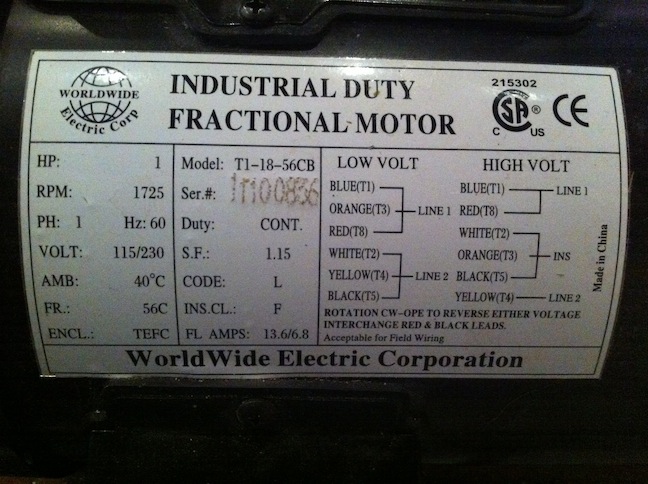 WORLDWIDE
Electric Corp
INDUSTRIAL DUTY
FRACTIONAL-MOTOR
215302
CSA ®
C US
CE
HP: 1
RPM: 1725
PH: 1 Hz: 60
VOLT: 115/230
AMB: 40°C
FR.: 56C
ENCL.: TEFC
Model: T1-18-56CB
Ser.#:
Duty: CONT.
S.F.: 1.15
CODE: L
INS.CL.: F
FL AMPS: 13.6/6.8
LOW VOLT
BLUE(T1)
ORANGE(T3) LINE 1
RED(T8)
WHITE(T2)
YELLOW(T4) LINE 2
BLACK(T5)
HIGH VOLT
BLUE(T1) LINE 1
RED(T8)
WHITE(T2)
ORANGE(T3) INS
BLACK(T5)
YELLOW(T4) LINE 2
ROTATION CW-OPE TO REVERSE EITHER VOLTAGE
INTERCHANGE RED & BLACK LEADS.
Acceptable for Field Wiring
Made in China
WorldWide Electric Corporation